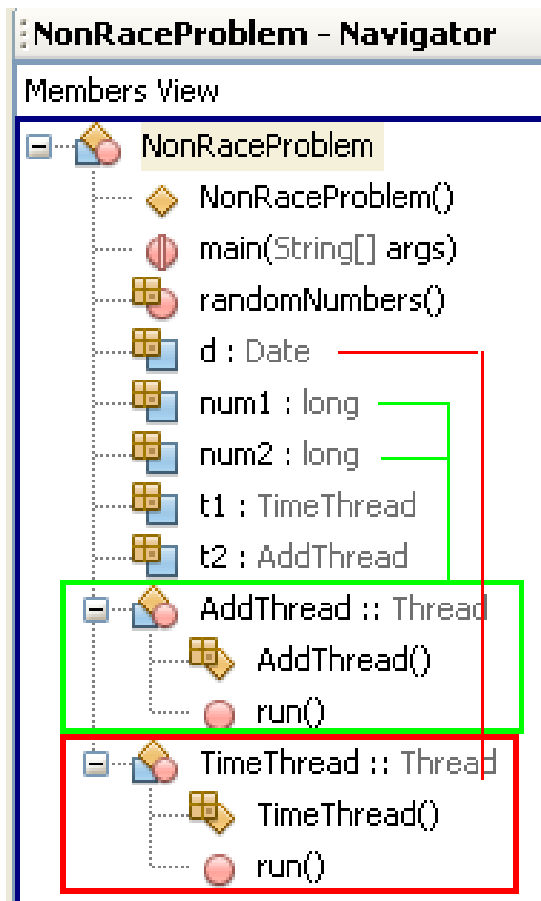 NonRaceProblem - Navigator
Members View
NonRaceProblem
NonRaceProblem()
main(String[] args)
randomNumbers()
d : Date
num1 : long
num2 : long
t1 : TimeThread
t2 : AddThread
AddThread :: Thread
AddThread()
run()
TimeThread :: Thread
TimeThread()
run()